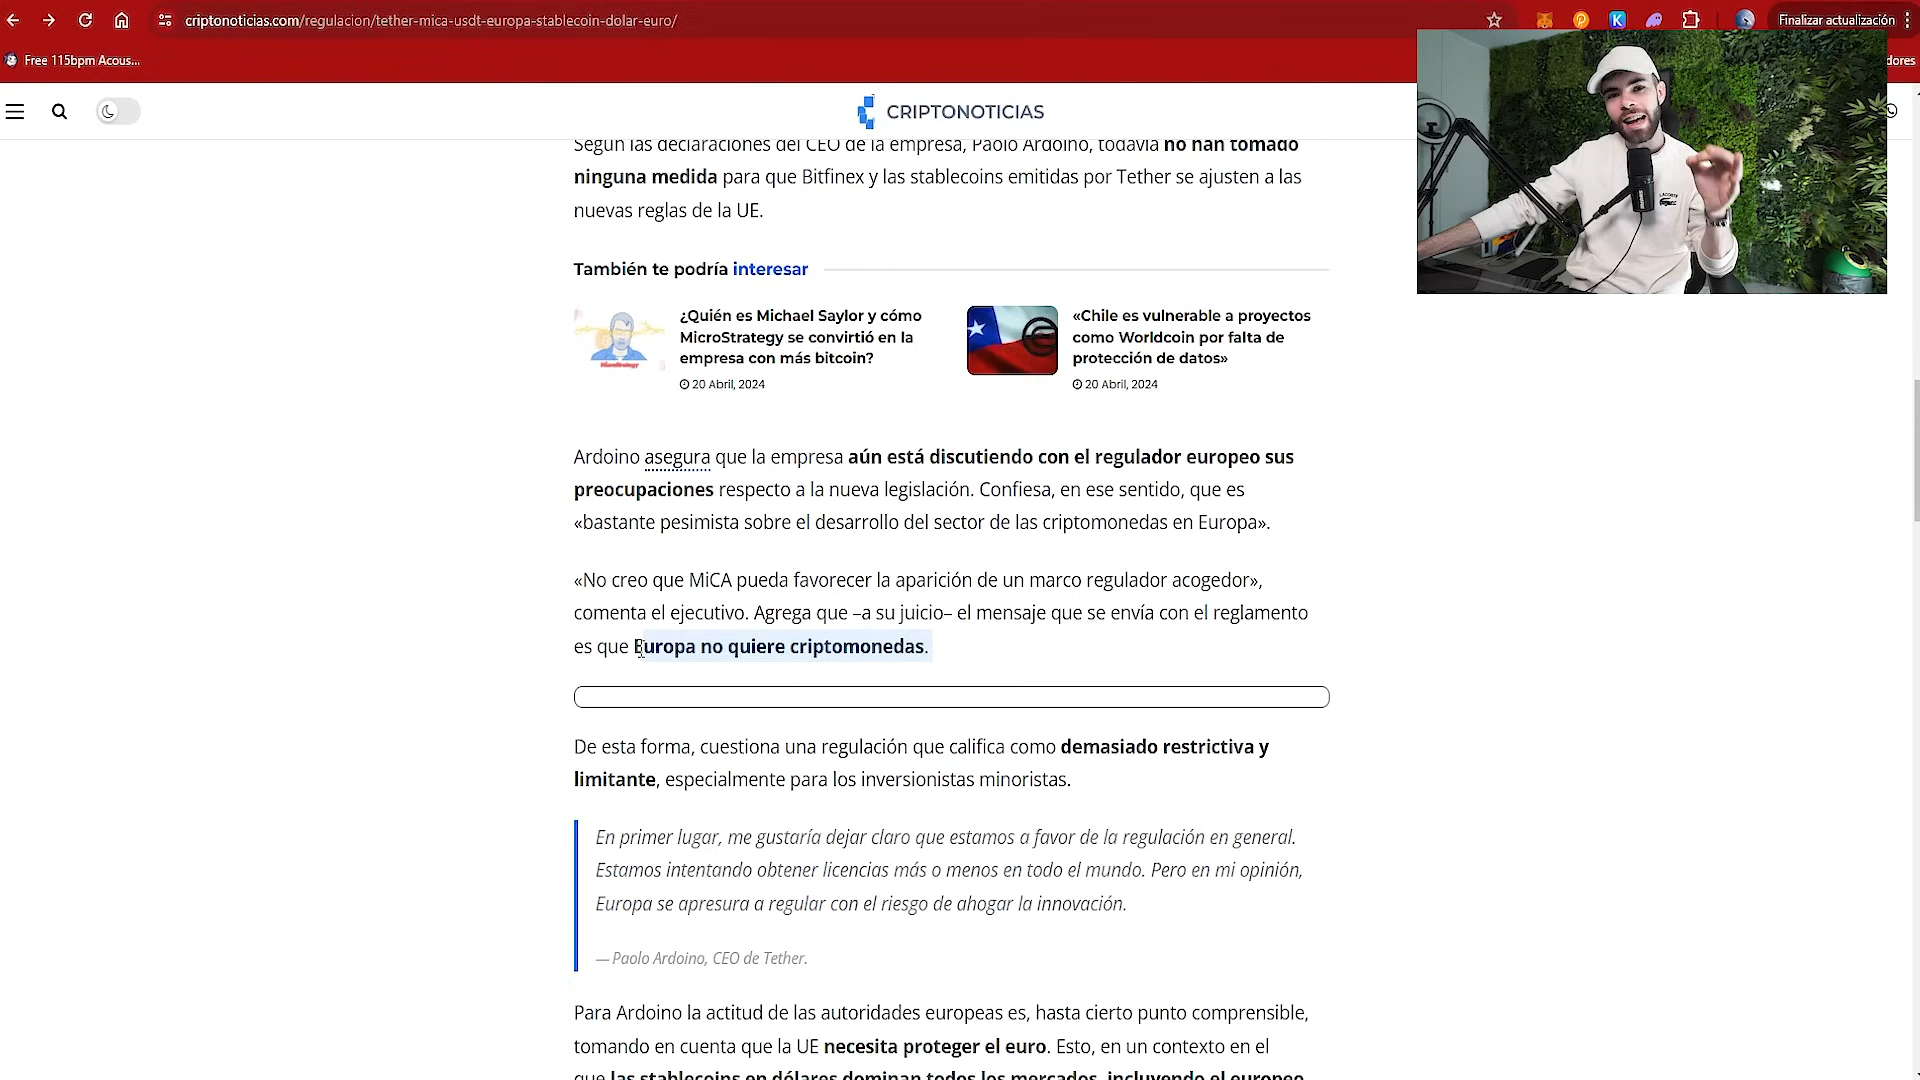 criptonoticias.com/regulacion/tether-mica-usdt-europa-stablecoin-dolar-euro/
Finalizar actualización
Free 115bpm Acous...
dores
CRIPTONOTICIAS
Según las declaraciones del CEO de la empresa, Paolo Ardoino, todavía no han tomado
ninguna medida para que Bitfinex y las stablecoins emitidas por Tether se ajusten a las
nuevas reglas de la UE.
También te podría interesar
¿Quién es Michael Saylor y cómo
MicroStrategy se convirtió en la
empresa con más bitcoin?
20 Abril, 2024
«Chile es vulnerable a proyectos
como Worldcoin por falta de
protección de datos»
20 Abril, 2024
Ardoino asegura que la empresa aún está discutiendo con el regulador europeo sus
preocupaciones respecto a la nueva legislación. Confiesa, en ese sentido, que es
«bastante pesimista sobre el desarrollo del sector de las criptomonedas en Europa».
«No creo que MiCA pueda favorecer la aparición de un marco regulador acogedor»,
comenta el ejecutivo. Agrega que –a su juicio– el mensaje que se envía con el reglamento
es que Europa no quiere criptomonedas.
De esta forma, cuestiona una regulación que califica como demasiado restrictiva y
limitante, especialmente para los inversionistas minoristas.
En primer lugar, me gustaría dejar claro que estamos a favor de la regulación en general.
Estamos intentando obtener licencias más o menos en todo el mundo. Pero en mi opinión,
Europa se apresura a regular con el riesgo de ahogar la innovación.
— Paolo Ardoino, CEO de Tether.
Para Ardoino la actitud de las autoridades europeas es, hasta cierto punto comprensible,
tomando en cuenta que la UE necesita proteger el euro. Esto, en un contexto en el
que las stablecoins en dólares dominan todos los mercados, incluyendo el europeo